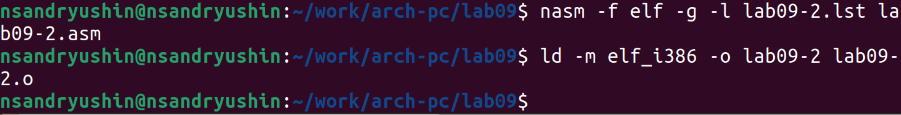 nsandryushin@nsandryushin:~/work/arch-pc/lab09$ nasm -f elf -g -l lab09-2.lst la
b09-2.asm
nsandryushin@nsandryushin:~/work/arch-pc/lab09$ ld -m elf_i386 -o lab09-2 lab09-
2.o
nsandryushin@nsandryushin:~/work/arch-pc/lab09$